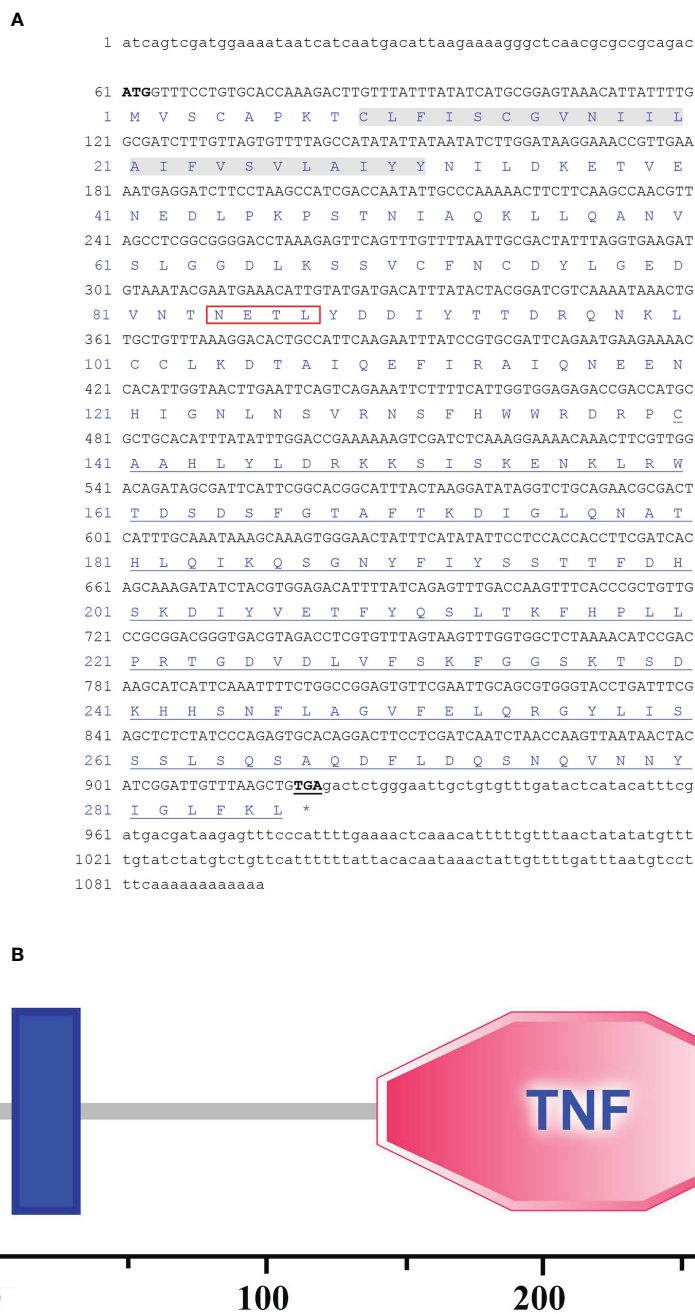 A
1 atcagtcgatggaaaataatcatcaatgacattaagaaaagggctcaacgcgccgcagac
61 ATGGTTTCCTGTGCACCAAAGACTTGTTTATTTATATCATGCGGAGTAAACATTATTTTG
1 M V S C A P K T C L F I S C G V N I I L
121 GCGATCTTTGTTAGTGTTTTAGCCATATATTATAATATCTTGGATAAGGAAACCGTTGAA
21 A I F V S V L A I Y Y N I L D K E T V E
181 AATGAGGATCTTCCTAAGCCATCGACCAATATTGCCCAAAAACTTCTTCAAGCCAACGTT
41 N E D L P K P S T N I A Q K L L Q A N V
241 AGCCTCGGCGGGGACCTAAAGAGTTCAGTTTGTTTTAATTGCGACTATTTAGGTGAAGAT
61 S L G G D L K S S V C F N C D Y L G E D
301 GTAAATACGAATGAAACATTGTATGATGACATTTATACTACGGATCGTCAAAATAAACTG
81 V N T N E T L Y D D I Y T T D R Q N K L
361 TGCTGTTTAAAGGACACTGCCATTCAAGAATTTATCCGTGCGATTCAGAATGAAGAAAAC
101 C C L K D T A I Q E F I R A I Q N E E N
421 CACATTGGTAACTTGAATTCAGTCAGAAATTCTTTTCATTGGTGGAGAGACCGACCATGC
121 H I G N L N S V R N S F H W W R D R P C
481 GCTGCACATTTATATTTGGACCGAAAAAAGTCGATCTCAAAGGAAAACAAACTTCGTTGG
141 A A H L Y L D R K K S I S K E N K L R W
541 ACAGATAGCGATTCATTCGGCACGGCATTTACTAAGGATATAGGTCTGCAGAACGCGACT
161 T D S D S F G T A F T K D I G L Q N A T
601 CATTTGCAAATAAAGCAAAGTGGGAACTATTTCATATATTCCTCCACCACCTTCGATCAC
181 H L Q I K Q S G N Y F I Y S S T T F D H
661 AGCAAAGATATCTACGTGGAGACATTTTATCAGAGTTTGACCAAGTTTCACCCGCTGTTG
201 S K D I Y V E T F Y Q S L T K F H P L L
721 CCGCGGACGGGTGACGTAGACCTCGTGTTTAGTAAGTTTGGTGGCTCTAAAACATCCGAC
221 P R T G D V D L V F S K F G G S K T S D
781 AAGCATCATTCAAATTTTCTGGCCGGAGTGTTCGAATTGCAGCGTGGGTACCTGATTTCG
241 K H H S N F L A G V F E L Q R G Y L I S
841 AGCTCTCTATCCCAGAGTGCACAGGACTTCCTCGATCAATCTAACCAAGTTAATAACTAC
261 S S L S Q S A Q D F L D Q S N Q V N N Y
901 ATCGGATTGTTTAAGCTGTGAgactctgggaattgctgtgtttgatactcatacatttcg
281 I G L F K L *
961 atgacgataagagtttcccattttgaaaactcaaacatttttgtttaactatatatgttt
1021 tgtatctatgtctgttcatttttttattacacaataaactattgttttgatttaatgtcct
1081 ttcaaaaaaaaaaaa
B
TNF
100 200